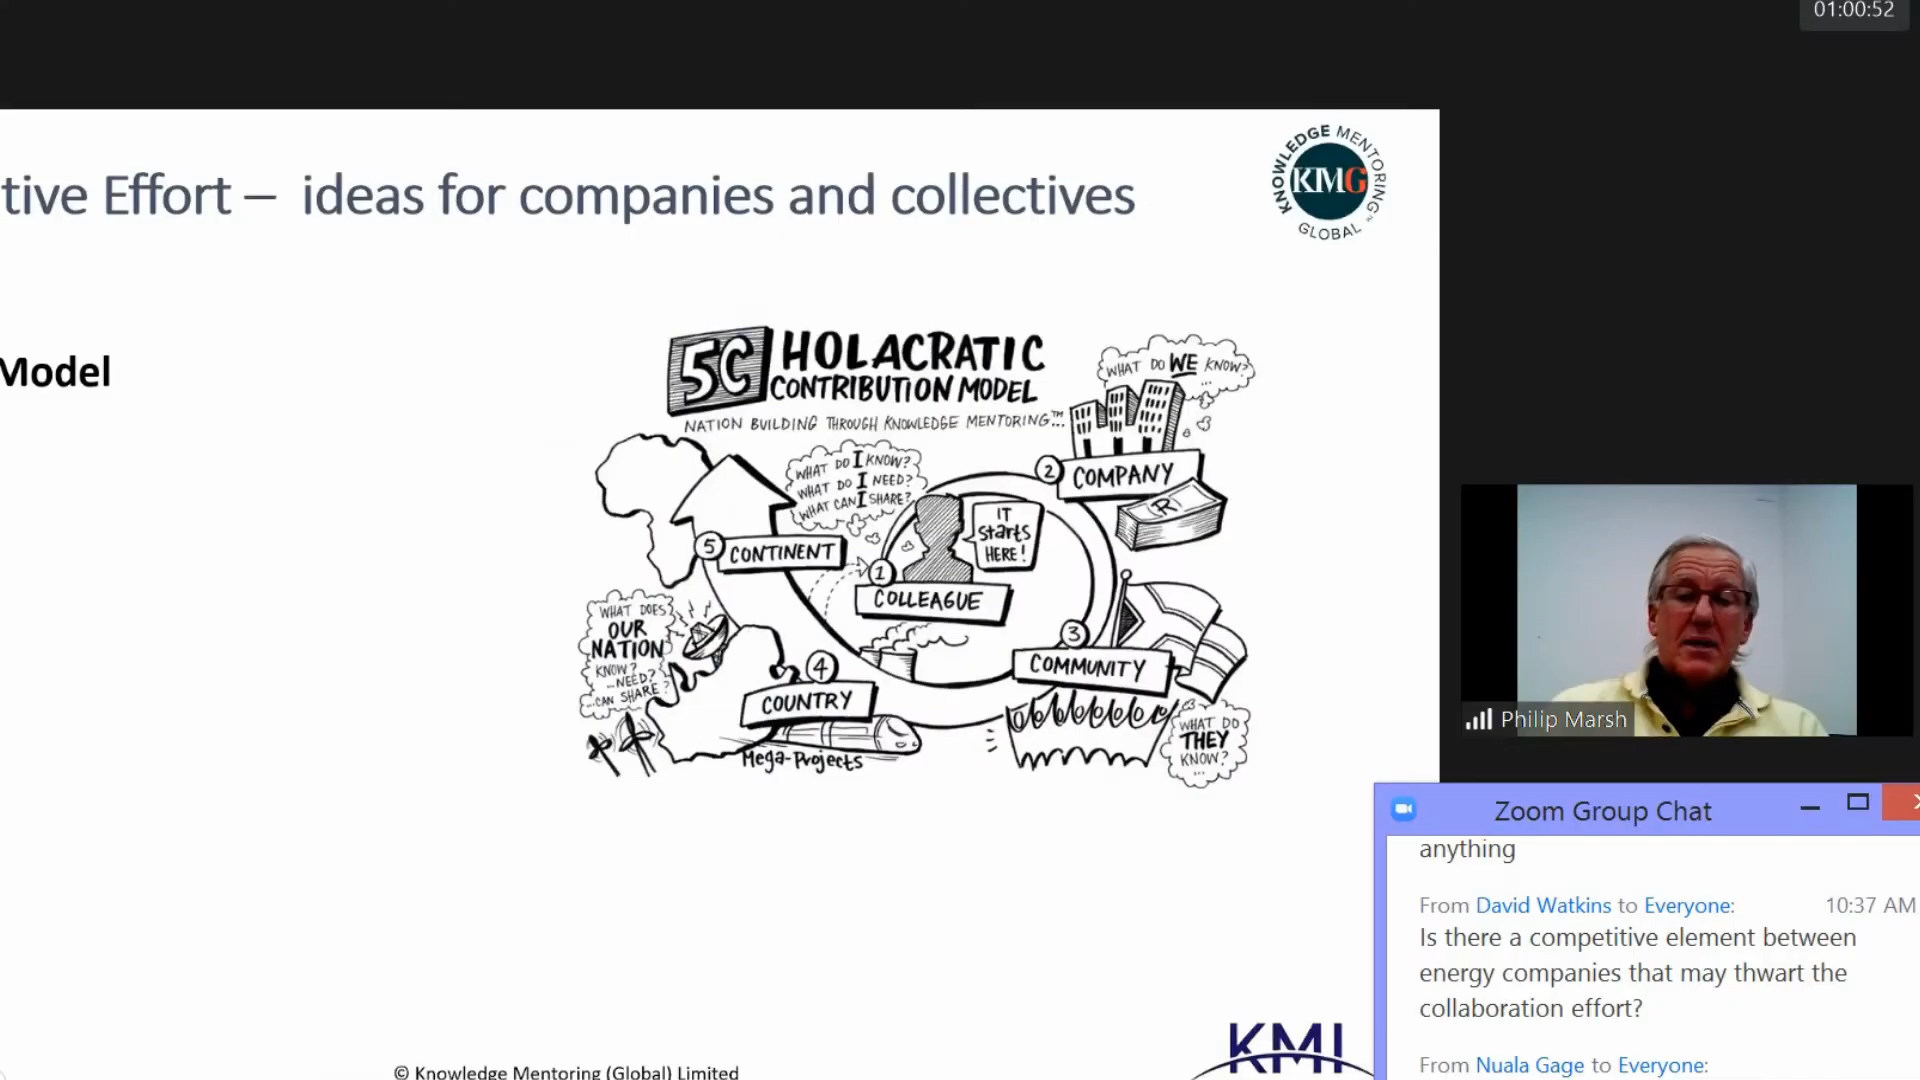 01:00:52
tive Effort – ideas for companies and collectives
KNOWLEDGE MENTORING
KMG
GLOBAL
Model
5C HOLACRATIC
CONTRIBUTION MODEL
NATION BUILDING THROUGH KNOWLEDGE MENTORING™...
WHAT DO WE KNOW?
...
2 COMPANY
R
WHAT DO I KNOW?
WHAT DO I NEED?
WHAT CAN I SHARE?
IT
Starts
HERE!
5 CONTINENT
1
COLLEAGUE
3
COMMUNITY
WHAT DOES
OUR
NATION
KNOW?
...NEED?
...CAN SHARE?
4
COUNTRY
Mega-Projects
WHAT DO
THEY
KNOW?
...
Philip Marsh
Zoom Group Chat
anything
From David Watkins to Everyone: 10:37 AM
Is there a competitive element between
energy companies that may thwart the
collaboration effort?
From Nuala Gage to Everyone:
KMI
© Knowledge Mentoring (Global) Limited